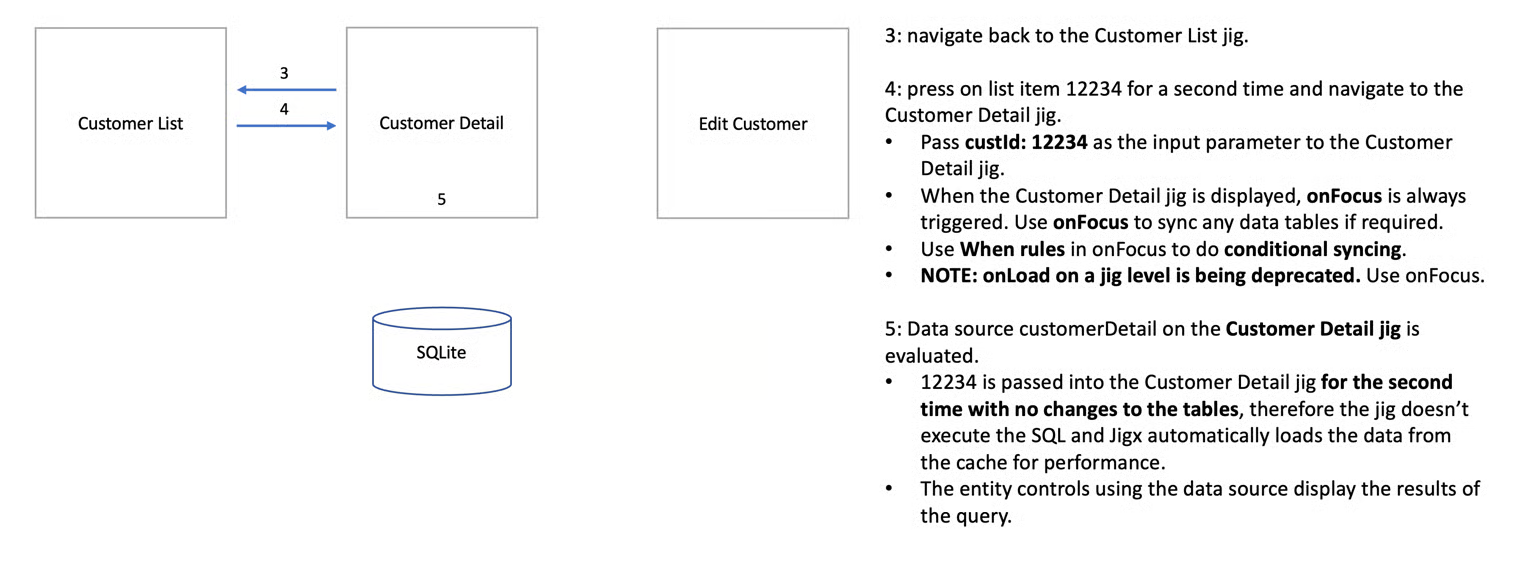 Customer List
3
4
Customer Detail
5
Edit Customer
SQLite
3: navigate back to the Customer List jig.
4: press on list item 12234 for a second time and navigate to the
Customer Detail jig.
• Pass custId: 12234 as the input parameter to the Customer
Detail jig.
• When the Customer Detail jig is displayed, onFocus is always
triggered. Use onFocus to sync any data tables if required.
• Use When rules in onFocus to do conditional syncing.
• NOTE: onLoad on a jig level is being deprecated. Use onFocus.
5: Data source customerDetail on the Customer Detail jig is
evaluated.
• 12234 is passed into the Customer Detail jig for the second
time with no changes to the tables, therefore the jig doesn’t
execute the SQL and Jigx automatically loads the data from
the cache for performance.
• The entity controls using the data source display the results of
the query.